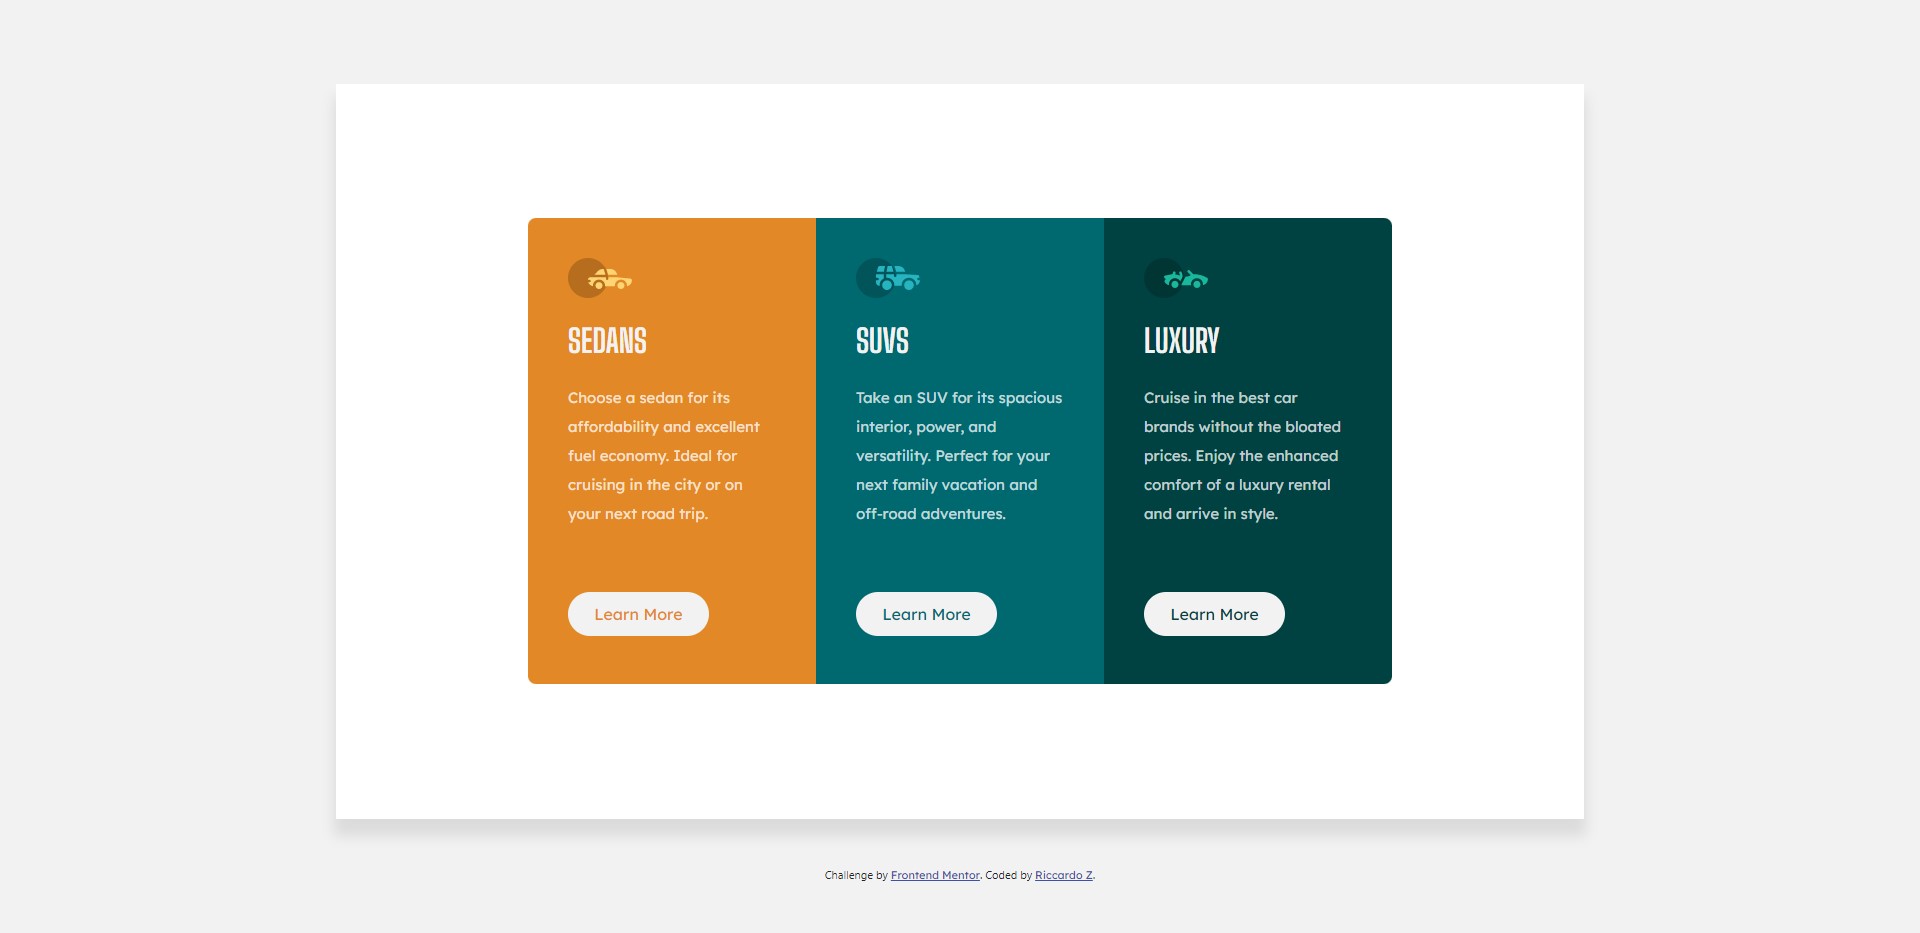 SEDANS
Choose a sedan for its
affordability and excellent
fuel economy. Ideal for
cruising in the city or on
your next road trip.
Learn More
SUVS
Take an SUV for its spacious
interior, power, and
versatility. Perfect for your
next family vacation and
off-road adventures.
Learn More
LUXURY
Cruise in the best car
brands without the bloated
prices. Enjoy the enhanced
comfort of a luxury rental
and arrive in style.
Learn More
Challenge by Frontend Mentor. Coded by Riccardo Z.